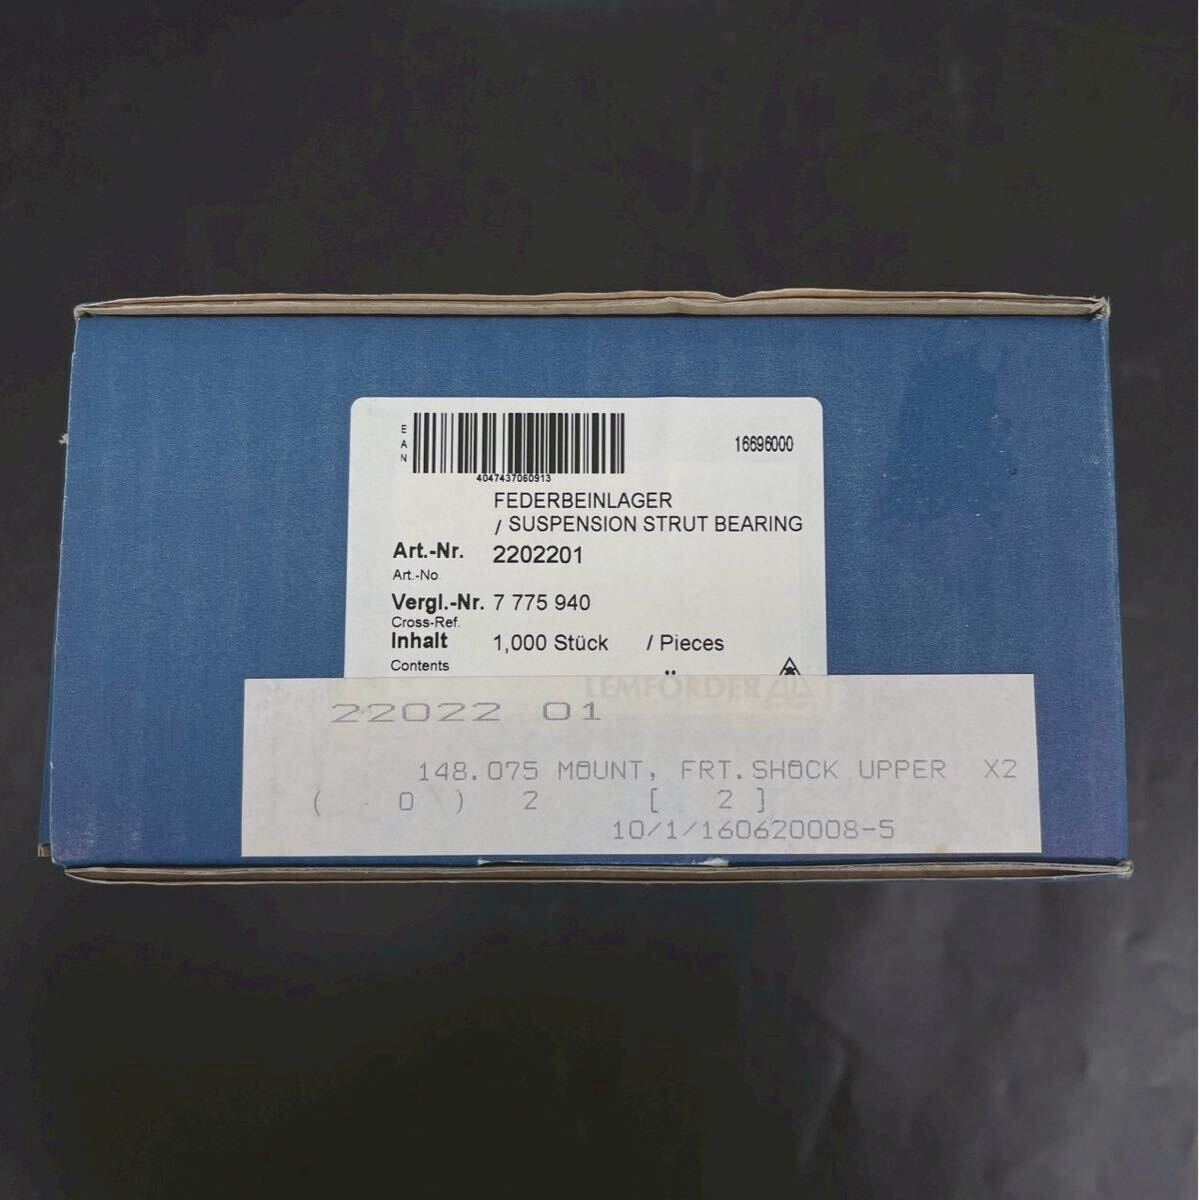 EAN
16696000
4047437060913
FEDERBEINLAGER
/ SUSPENSION STRUT BEARING
Art.-Nr. 2202201
Art.-No.
Vergl.-Nr. 7 775 940
Cross-Ref.
Inhalt 1,000 Stück / Pieces
Contents
LEMFÖRDER
22022 01
148.075 MOUNT, FRT.SHOCK UPPER X2
( 0 ) 2 [ 2 ]
10/1/160620008-5